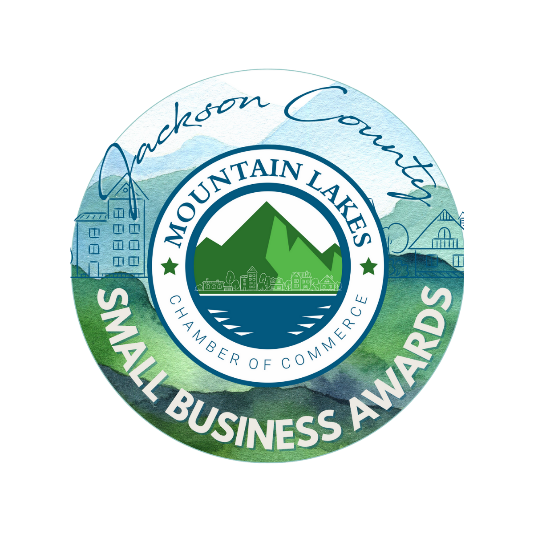 Jackson County
MOUNTAIN LAKES
CHAMBER OF COMMERCE
SMALL BUSINESS AWARDS